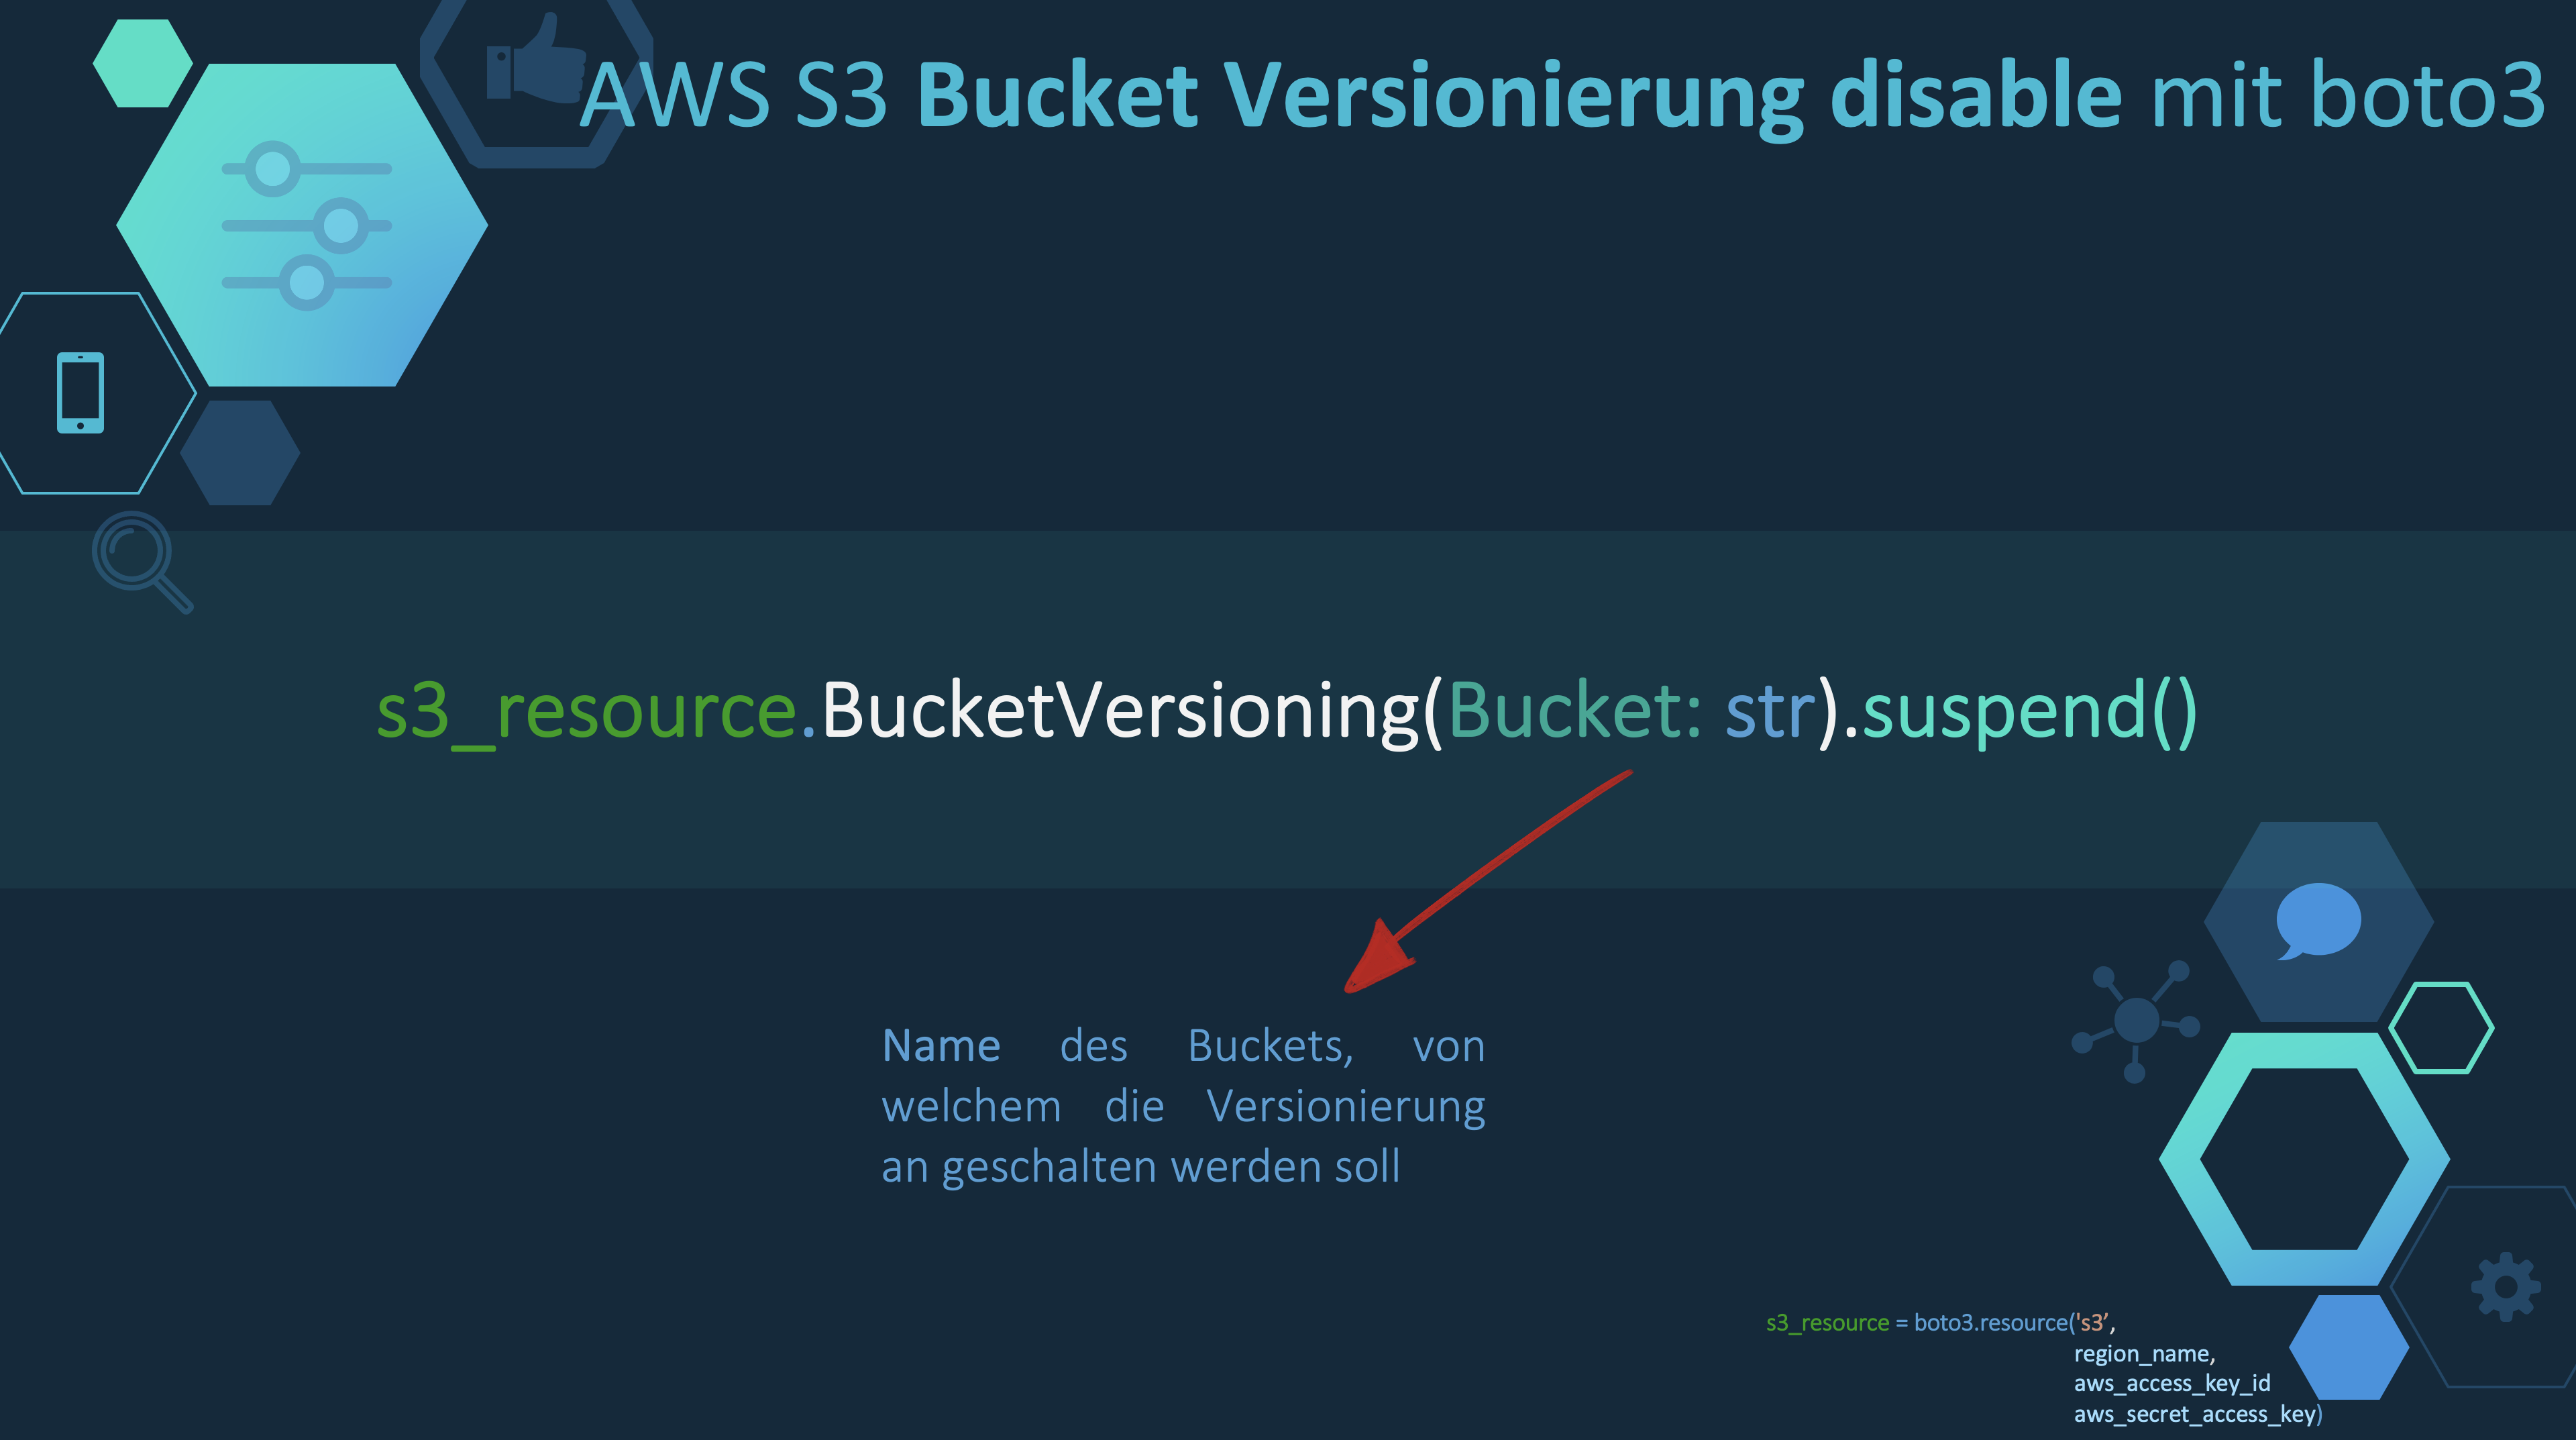 AWS S3 Bucket Versionierung disable mit boto3
s3_resource.BucketVersioning(Bucket: str).suspend()
Name des Buckets, von
welchem die Versionierung
an geschalten werden soll
s3_resource = boto3.resource('s3’,
region_name,
aws_access_key_id
aws_secret_access_key)